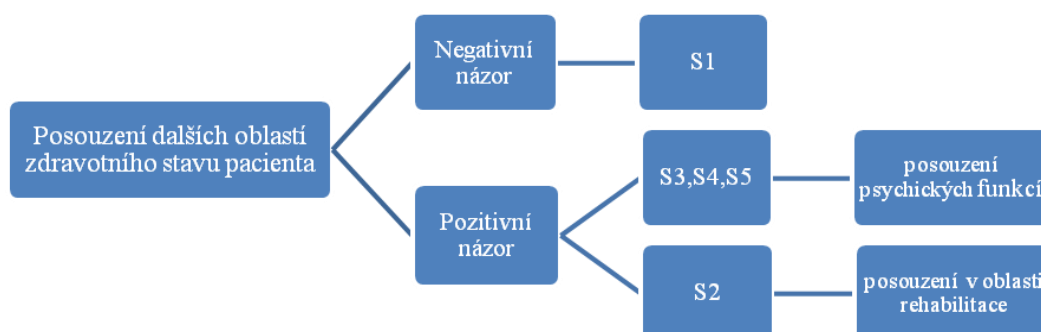 Posouzení dalších oblastí
zdravotního stavu pacienta
Negativní
názor
S1
Pozitivní
názor
S3,S4,S5
posouzení
psychických funkcí
S2
posouzení v oblasti
rehabilitace